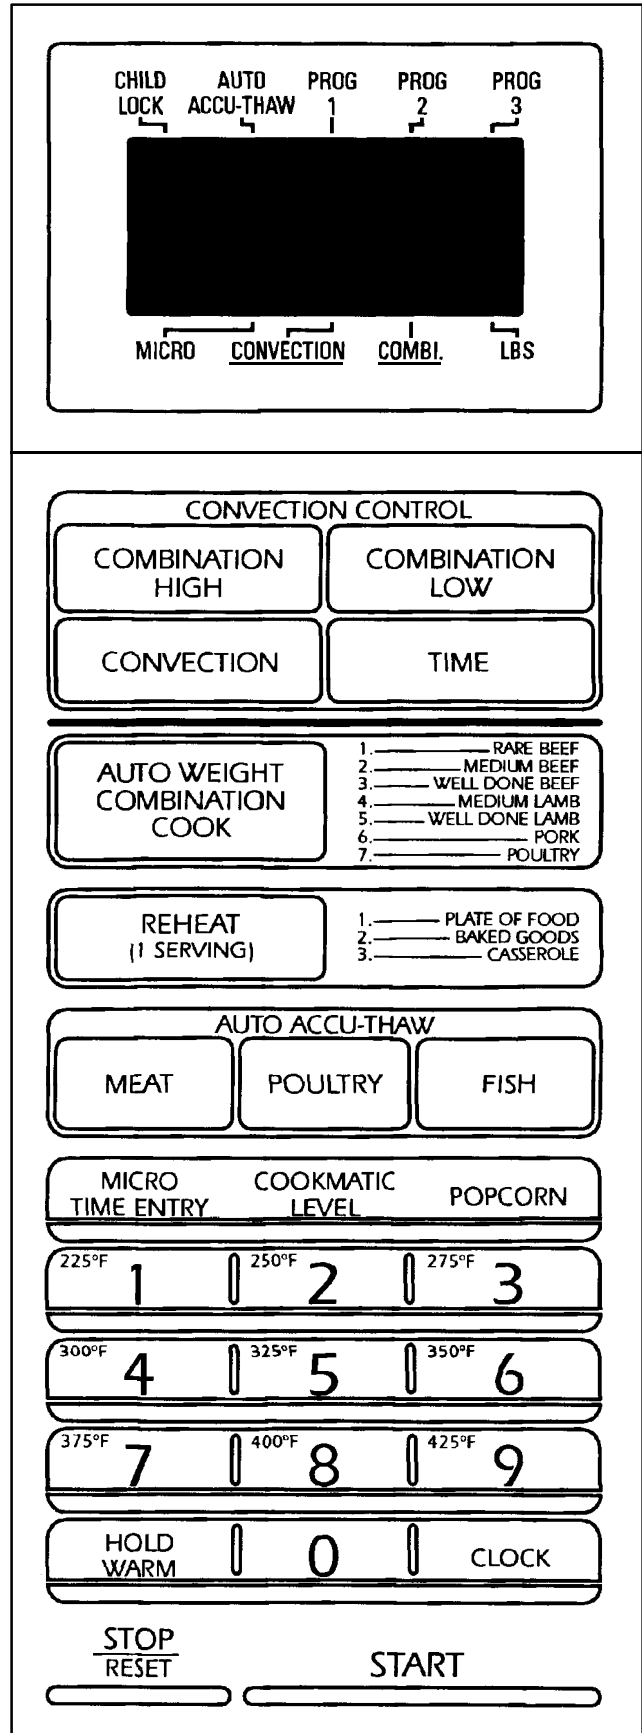 CHILD LOCK AUTO ACCU-THAW PROG 1 PROG 2 PROG 3
MICRO CONVECTION COMBI. LBS
CONVECTION CONTROL
COMBINATION HIGH
COMBINATION LOW
CONVECTION
TIME
AUTO WEIGHT
COMBINATION
COOK
1. RARE BEEF
2. MEDIUM BEEF
3. WELL DONE BEEF
4. MEDIUM LAMB
5. WELL DONE LAMB
6. PORK
7. POULTRY
REHEAT
(1 SERVING)
1. PLATE OF FOOD
2. BAKED GOODS
3. CASSEROLE
AUTO ACCU-THAW
MEAT POULTRY FISH
MICRO TIME ENTRY
COOKMATIC LEVEL
POPCORN
225°F 1 250°F 2 275°F 3
300°F 4 325°F 5 350°F 6
375°F 7 400°F 8 425°F 9
HOLD WARM 0 CLOCK
STOP
RESET
START